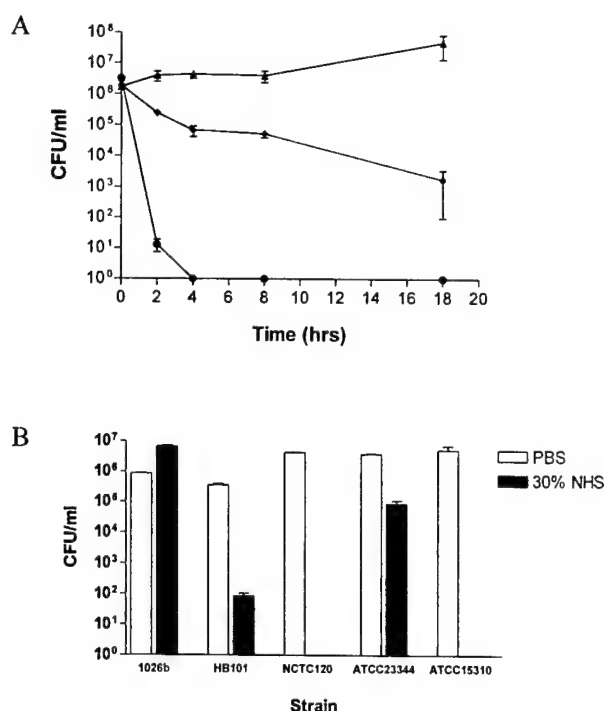 A
CFU/ml
10⁸
10⁷
10⁶
10⁵
10⁴
10³
10²
10¹
10⁰
0 2 4 6 8 10 12 14 16 18 20
Time (hrs)
B
CFU/ml
10⁷
10⁶
10⁵
10⁴
10³
10²
10¹
10⁰
PBS
30% NHS
1026b HB101 NCTC120 ATCC23344 ATCC15310
Strain